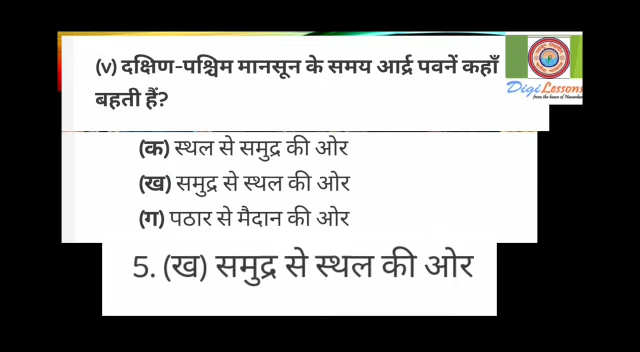 (v) दक्षिण-पश्चिम मानसून के समय आर्द्र पवनें कहाँ
बहती हैं?
Digi Lessons
(क) स्थल से समुद्र की ओर
(ख) समुद्र से स्थल की ओर
(ग) पठार से मैदान की ओर
5. (ख) समुद्र से स्थल की ओर